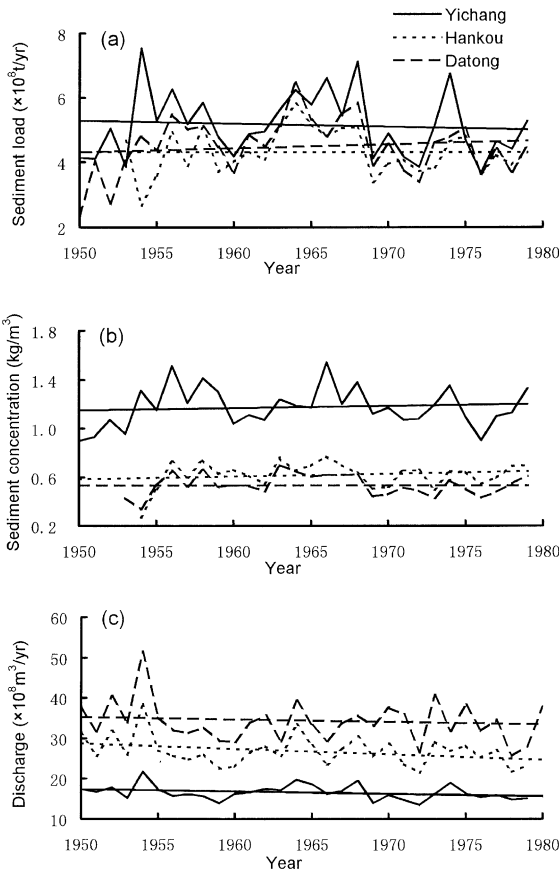 Yichang
Hankou
Datong
(a)
Sediment load (×10⁸t/yr)
8
6
4
2
1950 1955 1960 1965 1970 1975 1980
Year
(b)
Sediment concentration (kg/m³)
1.8
1.4
1.0
0.6
0.2
1950 1955 1960 1965 1970 1975 1980
Year
(c)
Discharge (×10⁸m³/yr)
60
50
40
30
20
10
1950 1955 1960 1965 1970 1975 1980
Year